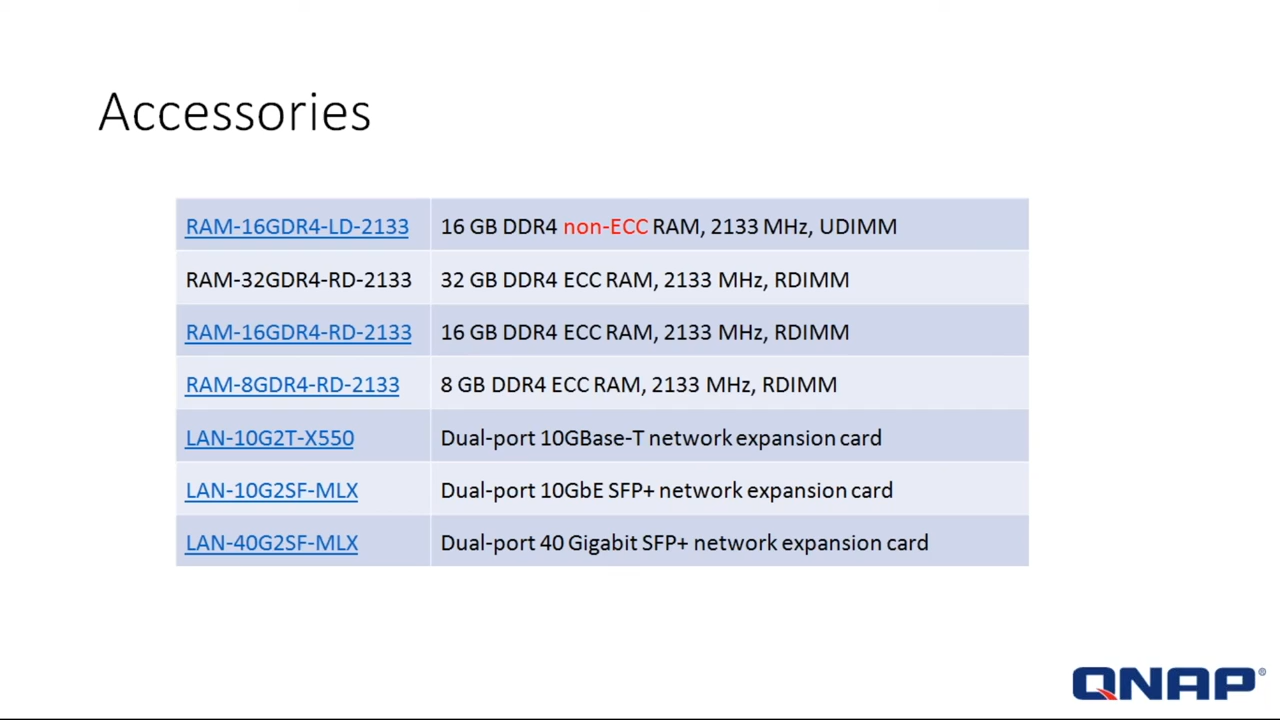 Accessories
RAM-16GDR4-LD-2133 16 GB DDR4 non-ECC RAM, 2133 MHz, UDIMM
RAM-32GDR4-RD-2133 32 GB DDR4 ECC RAM, 2133 MHz, RDIMM
RAM-16GDR4-RD-2133 16 GB DDR4 ECC RAM, 2133 MHz, RDIMM
RAM-8GDR4-RD-2133 8 GB DDR4 ECC RAM, 2133 MHz, RDIMM
LAN-10G2T-X550 Dual-port 10GBase-T network expansion card
LAN-10G2SF-MLX Dual-port 10GbE SFP+ network expansion card
LAN-40G2SF-MLX Dual-port 40 Gigabit SFP+ network expansion card
QNAP®